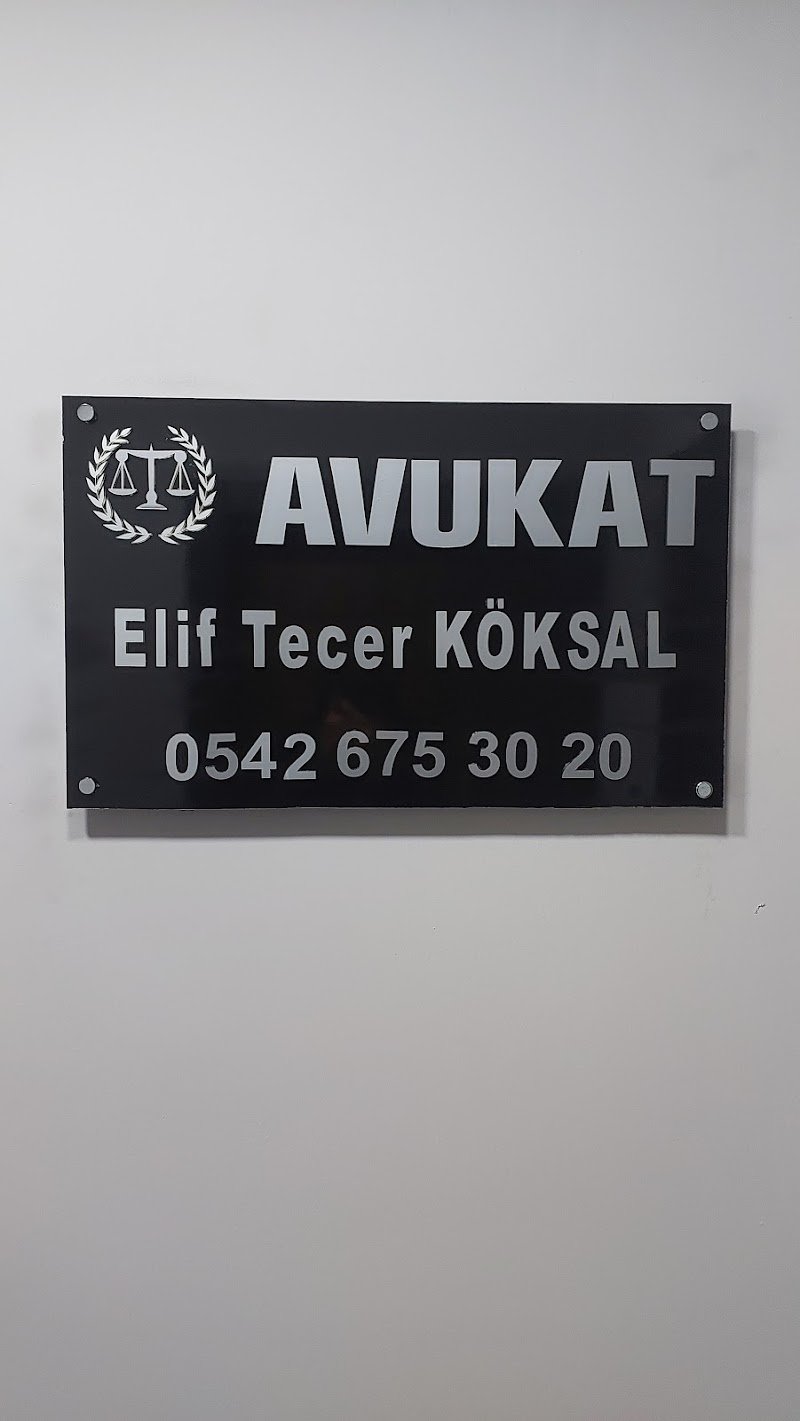 AVUKAT
Elif Tecer KÖKSAL
0542 675 30 20